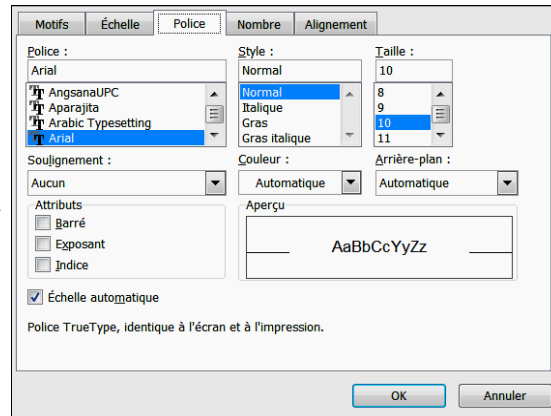 Motifs Échelle Police Nombre Alignement
Police : Style : Taille :
Arial Normal 10
AngsanaUPC Normal 8
Aparajita Italique 9
Arabic Typesetting Gras 10
Arial Gras italique 11
Soulignement : Couleur : Arrière-plan :
Aucun Automatique Automatique
Attributs Aperçu
Barré
Exposant AaBbCcYyZz
Indice
Échelle automatique
Police TrueType, identique à l'écran et à l'impression.
OK Annuler